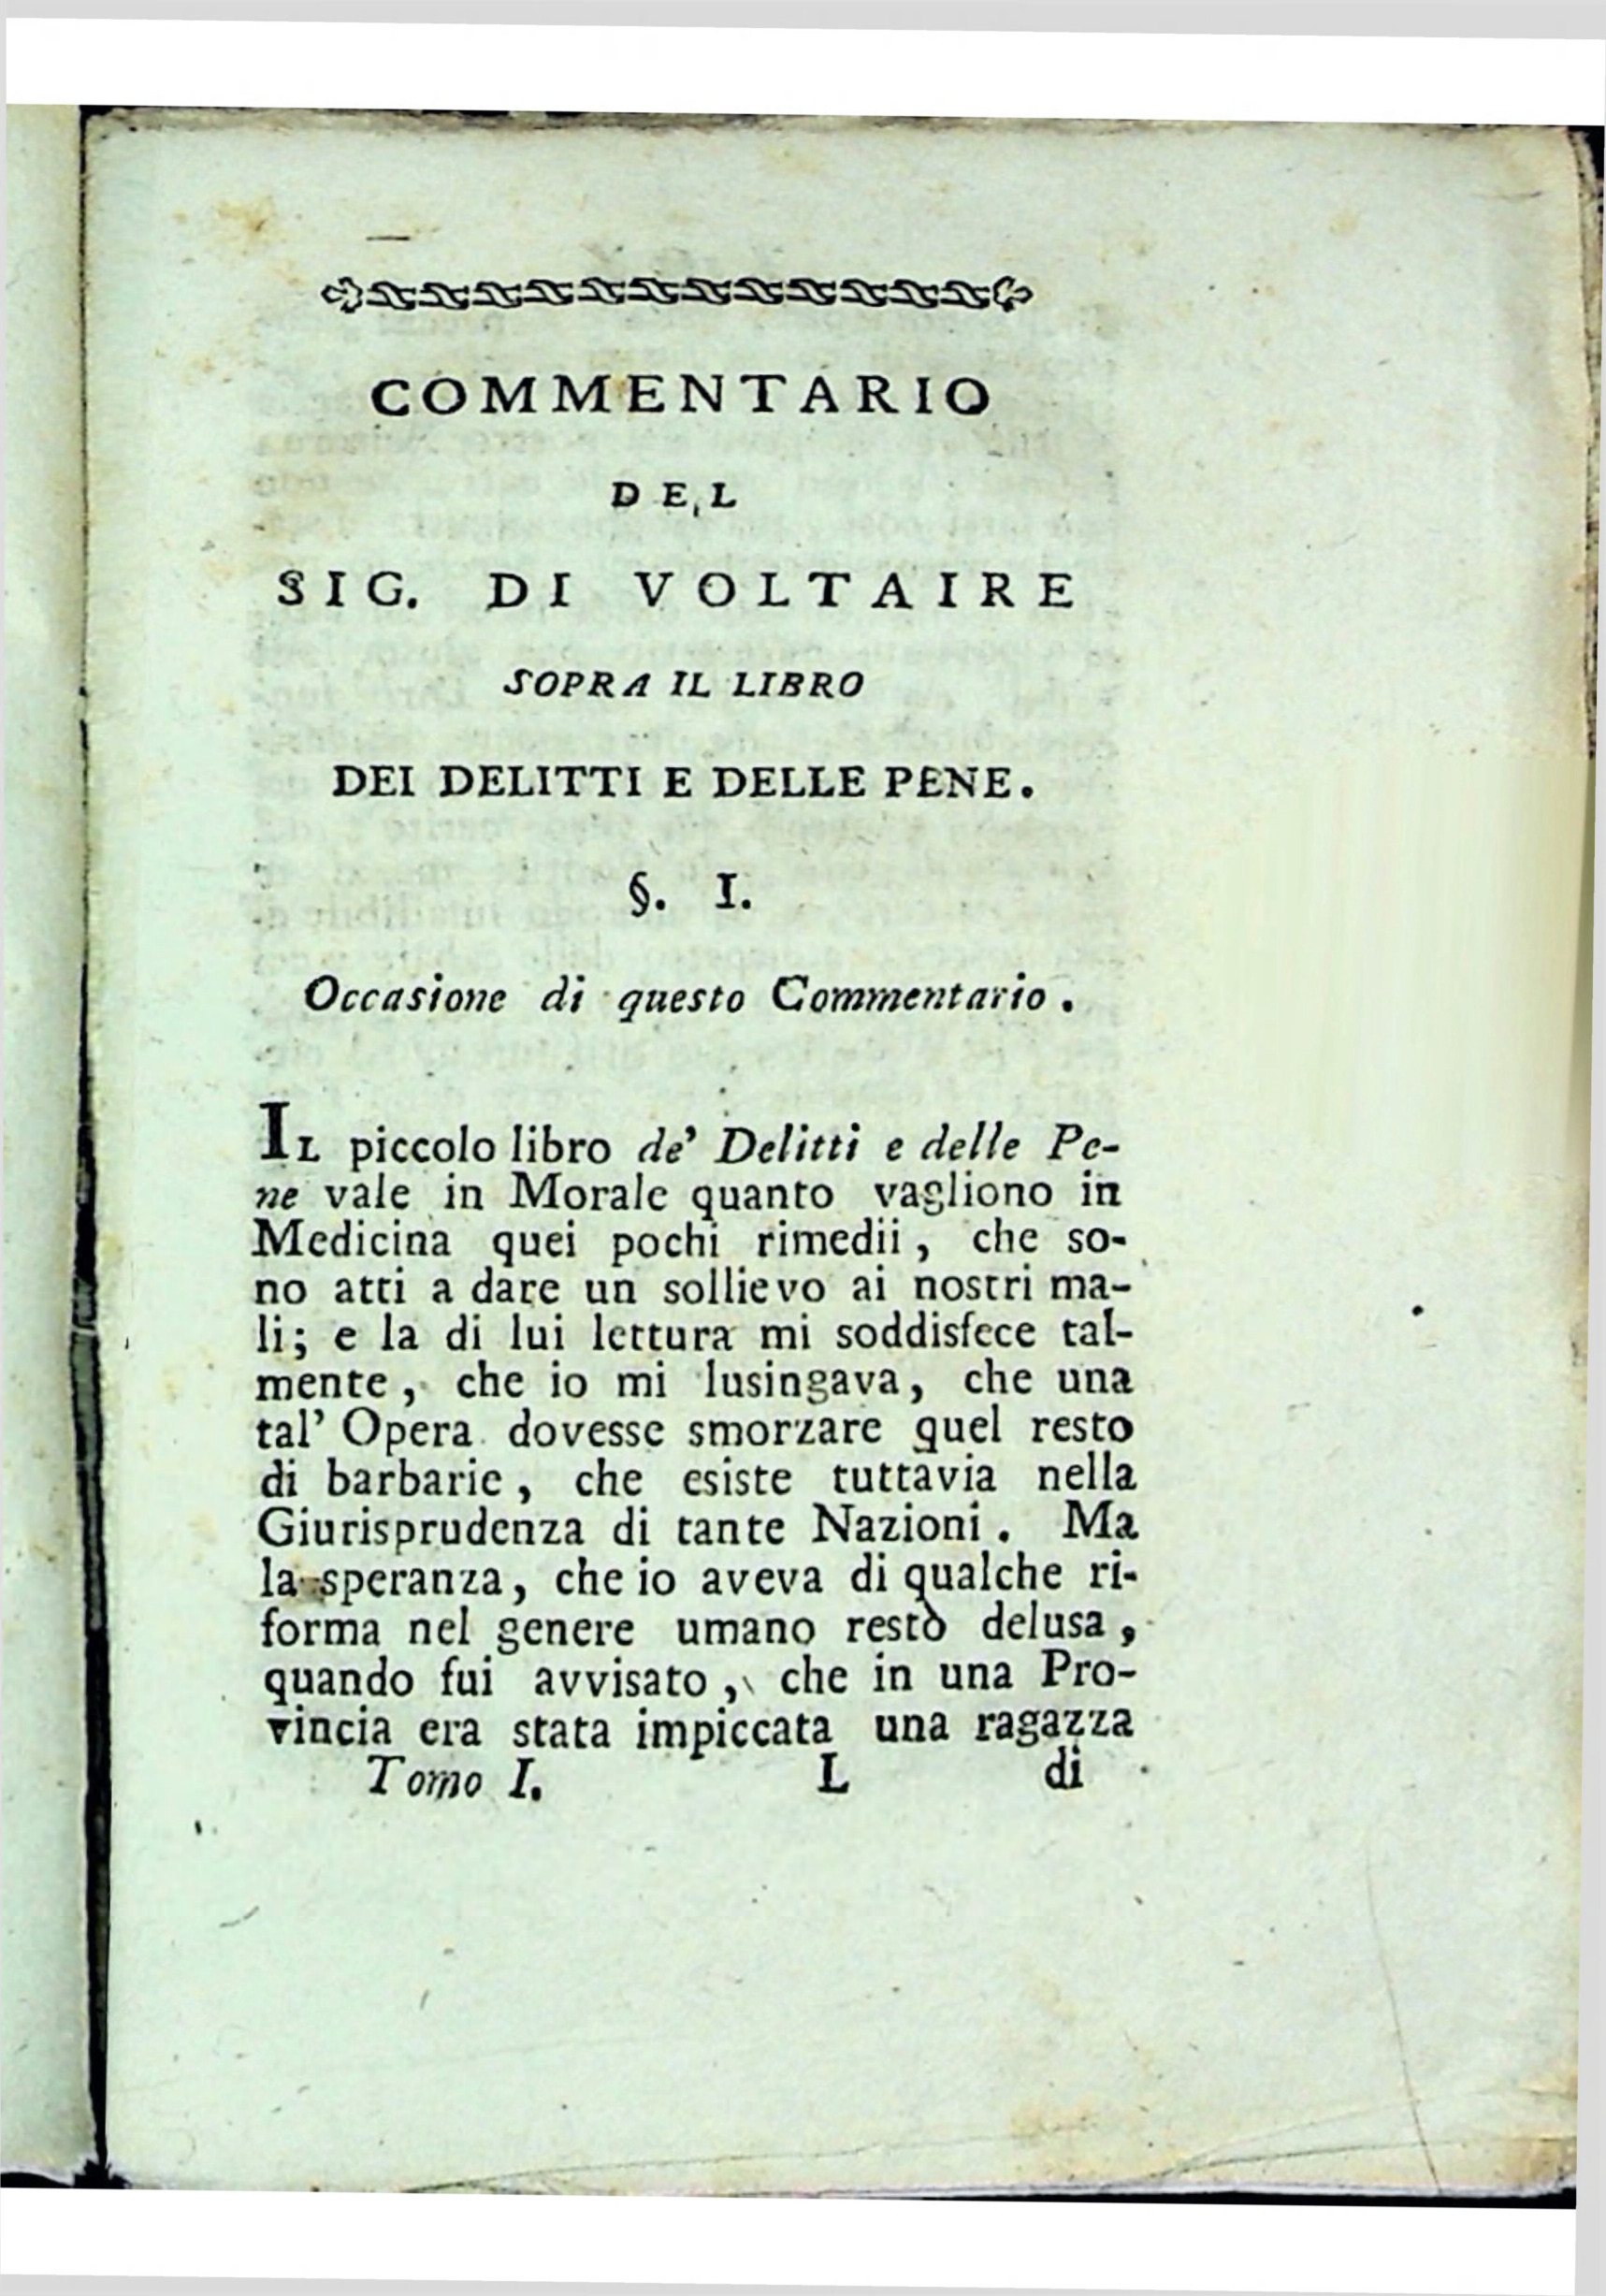 COMMENTARIO
DEL
SIG. DI VOLTAIRE
SOPRA IL LIBRO
DEI DELITTI E DELLE PENE.
§. I.
Occasione di questo Commentario.
IL piccolo libro de' Delitti e delle Pe-
ne vale in Morale quanto vagliono in
Medicina quei pochi rimedii, che so-
no atti a dare un sollievo ai nostri ma-
li; e la di lui lettura mi soddisfece tal-
mente, che io mi lusingava, che una
tal' Opera dovesse smorzare quel resto
di barbarie, che esiste tuttavia nella
Giurisprudenza di tante Nazioni. Ma
la speranza, che io aveva di qualche ri-
forma nel genere umano restò delusa,
quando fui avvisato, che in una Pro-
vincia era stata impiccata una ragazza
Tomo I. L di